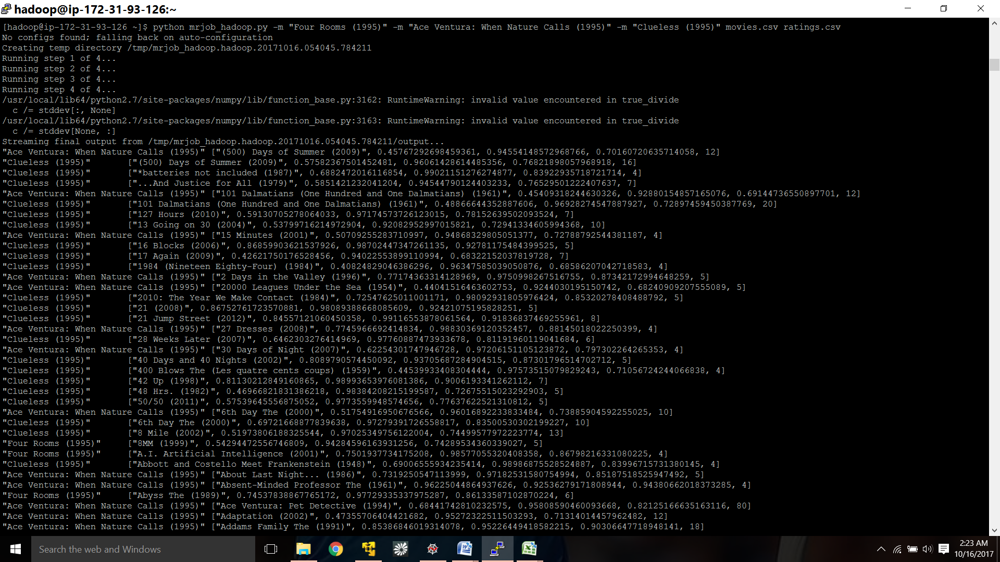 hadoop@ip-172-31-93-126:~
[hadoop@ip-172-31-93-126 ~]$ python mrjob_hadoop.py -m "Four Rooms (1995)" -m "Ace Ventura: When Nature Calls (1995)" -m "Clueless (1995)" movies.csv ratings.csv
No configs found; falling back on auto-configuration
Creating temp directory /tmp/mrjob_hadoop.hadoop.20171016.054045.784211
Running step 1 of 4...
Running step 2 of 4...
Running step 3 of 4...
Running step 4 of 4...
/usr/local/lib64/python2.7/site-packages/numpy/lib/function_base.py:3162: RuntimeWarning: invalid value encountered in true_divide
  c /= stddev[:, None]
/usr/local/lib64/python2.7/site-packages/numpy/lib/function_base.py:3163: RuntimeWarning: invalid value encountered in true_divide
  c /= stddev[None, :]
Streaming final output from /tmp/mrjob_hadoop.hadoop.20171016.054045.784211/output...
"Ace Ventura: When Nature Calls (1995)" ["(500) Days of Summer (2009)", 0.45767292698459361, 0.94554148572968766, 0.70160720635714058, 12]
"Clueless (1995)" ["(500) Days of Summer (2009)", 0.57582367501452481, 0.96061428614485356, 0.76821898057968918, 16]
"Clueless (1995)" ["*batteries not included (1987)", 0.6882472016116854, 0.99021151276274877, 0.83922935718721714, 4]
"Clueless (1995)" ["...And Justice for All (1979)", 0.5851421232041204, 0.94544790124403233, 0.76529501222407637, 7]
"Ace Ventura: When Nature Calls (1995)" ["101 Dalmatians (One Hundred and One Dalmatians) (1961)", 0.45409318244630326, 0.92880154857165076, 0.69144736550897701, 12]
"Clueless (1995)" ["101 Dalmatians (One Hundred and One Dalmatians) (1961)", 0.48866644352887606, 0.96928274547887927, 0.72897459450387769, 20]
"Clueless (1995)" ["127 Hours (2010)", 0.59130705278064033, 0.97174573726123015, 0.78152639502093524, 7]
"Clueless (1995)" ["13 Going on 30 (2004)", 0.53799716214972904, 0.92082952997015821, 0.72941334605994368, 10]
"Ace Ventura: When Nature Calls (1995)" ["15 Minutes (2001)", 0.50709255283710997, 0.94868329805051377, 0.72788792544381187, 4]
"Clueless (1995)" ["16 Blocks (2006)", 0.86859903621537926, 0.98702447347261135, 0.92781175484399525, 5]
"Clueless (1995)" ["17 Again (2009)", 0.42621750176528456, 0.94022553899110994, 0.68322152037819728, 7]
"Clueless (1995)" ["1984 (Nineteen Eighty-Four) (1984)", 0.40824829046386296, 0.96347585039050876, 0.68586207042718583, 4]
"Ace Ventura: When Nature Calls (1995)" ["2 Days in the Valley (1996)", 0.77174363314128969, 0.9750998267516755, 0.87342172994648259, 5]
"Ace Ventura: When Nature Calls (1995)" ["20000 Leagues Under the Sea (1954)", 0.44041516463602753, 0.9244030195150742, 0.68240909207555089, 5]
"Clueless (1995)" ["2010: The Year We Make Contact (1984)", 0.72547625011001171, 0.98092931805976424, 0.85320278408488792, 5]
"Clueless (1995)" ["21 (2008)", 0.86752761723570881, 0.98089388668085609, 0.92421075195828251, 5]
"Clueless (1995)" ["21 Jump Street (2012)", 0.84557121060450358, 0.99116553878061564, 0.91836837469255961, 8]
"Ace Ventura: When Nature Calls (1995)" ["27 Dresses (2008)", 0.7745966692414834, 0.98830369120352457, 0.88145018022250399, 4]
"Clueless (1995)" ["28 Weeks Later (2007)", 0.6462303276414969, 0.97760887473933678, 0.81191960119041684, 6]
"Ace Ventura: When Nature Calls (1995)" ["30 Days of Night (2007)", 0.62254301747946728, 0.97206151105123872, 0.797302264265353, 4]
"Clueless (1995)" ["40 Days and 40 Nights (2002)", 0.8089790574450092, 0.93705687284904515, 0.87301796514702712, 5]
"Clueless (1995)" ["400 Blows The (Les quatre cents coups) (1959)", 0.44539933408304444, 0.97573515079829243, 0.71056724244066838, 4]
"Clueless (1995)" ["42 Up (1998)", 0.81130212849160865, 0.98993653976081386, 0.9006193341262112, 7]
"Clueless (1995)" ["48 Hrs. (1982)", 0.46966821831386218, 0.98384208215199587, 0.72675515023292903, 5]
"Clueless (1995)" ["50/50 (2011)", 0.57539645556875052, 0.9773559948574656, 0.77637622521310812, 5]
"Ace Ventura: When Nature Calls (1995)" ["6th Day The (2000)", 0.51754916950676566, 0.96016892233833484, 0.73885904592255025, 10]
"Clueless (1995)" ["6th Day The (2000)", 0.69721668877839638, 0.97279391726558817, 0.83500530302199227, 10]
"Clueless (1995)" ["8 Mile (2002)", 0.51973806188325544, 0.97025349756122004, 0.74499577972223774, 13]
"Four Rooms (1995)" ["8MM (1999)", 0.54294472556746809, 0.94284596163931256, 0.74289534360339027, 5]
"Four Rooms (1995)" ["A.I. Artificial Intelligence (2001)", 0.7501937734175208, 0.98577055320408358, 0.86798216331080225, 4]
"Clueless (1995)" ["Abbott and Costello Meet Frankenstein (1948)", 0.69006555934235414, 0.98986875528524887, 0.83996715731380145, 4]
"Ace Ventura: When Nature Calls (1995)" ["About Last Night... (1986)", 0.7319250547113999, 0.97182531580754994, 0.85187518525947492, 5]
"Ace Ventura: When Nature Calls (1995)" ["Absent-Minded Professor The (1961)", 0.96225044864937626, 0.92536279171808944, 0.94380662018373285, 4]
"Four Rooms (1995)" ["Abyss The (1989)", 0.74537838867765172, 0.97729335337975287, 0.86133587102870224, 6]
"Ace Ventura: When Nature Calls (1995)" ["Ace Ventura: Pet Detective (1994)", 0.68441742810232575, 0.95808590460093668, 0.82125166635163116, 80]
"Ace Ventura: When Nature Calls (1995)" ["Adaptation (2002)", 0.47355706404421682, 0.95272322511503293, 0.71314014457962482, 12]
"Ace Ventura: When Nature Calls (1995)" ["Addams Family The (1991)", 0.85386846019314078, 0.95226449418582215, 0.90306647718948141, 18]
Search the web and Windows
2:23 AM
10/16/2017